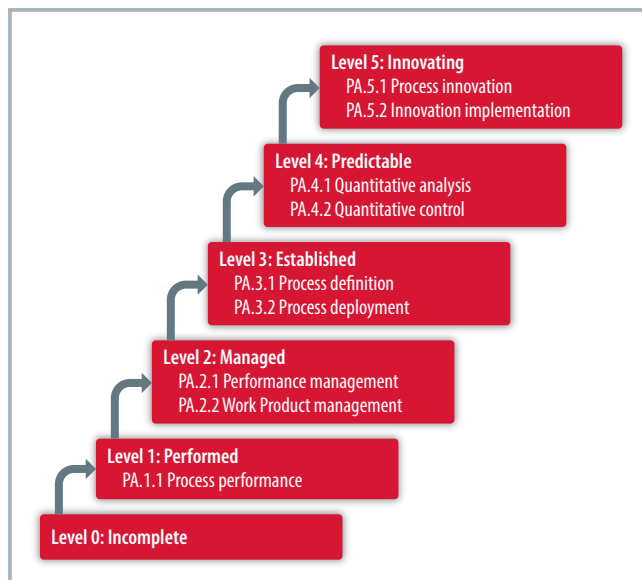 Level 5: Innovating
PA.5.1 Process innovation
PA.5.2 Innovation implementation
Level 4: Predictable
PA.4.1 Quantitative analysis
PA.4.2 Quantitative control
Level 3: Established
PA.3.1 Process definition
PA.3.2 Process deployment
Level 2: Managed
PA.2.1 Performance management
PA.2.2 Work Product management
Level 1: Performed
PA.1.1 Process performance
Level 0: Incomplete